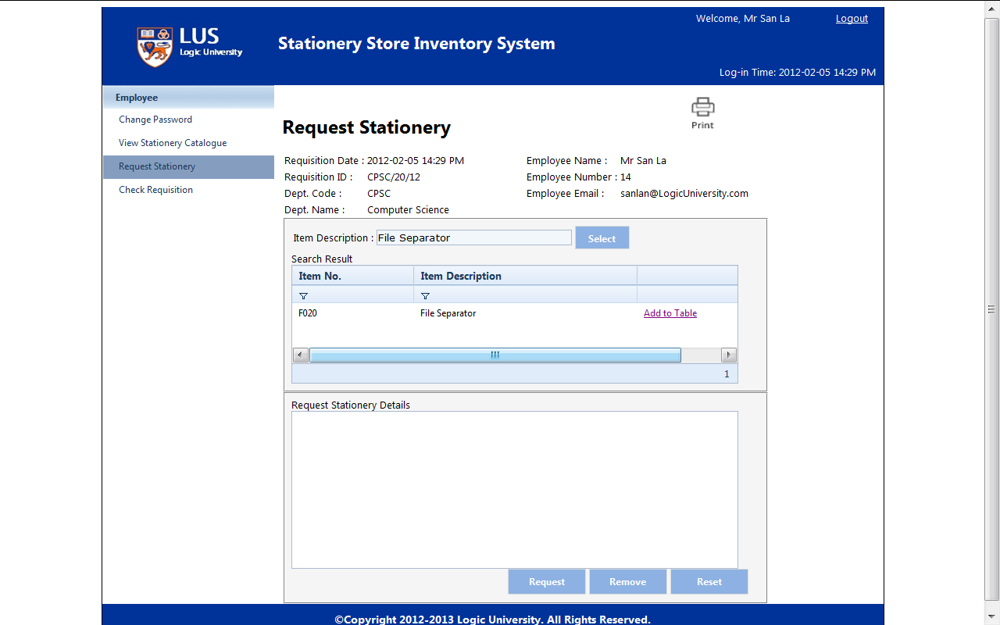 Welcome, Mr San La Logout
LUS
Logic University
Stationery Store Inventory System
Log-in Time: 2012-02-05 14:29 PM
Employee
Change Password
View Stationery Catalogue
Request Stationery
Check Requisition
Print
Request Stationery
Requisition Date : 2012-02-05 14:29 PM Employee Name : Mr San La
Requisition ID : CPSC/20/12 Employee Number : 14
Dept. Code : CPSC Employee Email : sanlan@LogicUniversity.com
Dept. Name : Computer Science
Item Description : File Separator Select
Search Result
Item No. Item Description
F020 File Separator Add to Table
1
Request Stationery Details
Request Remove Reset
©Copyright 2012-2013 Logic University. All Rights Reserved.